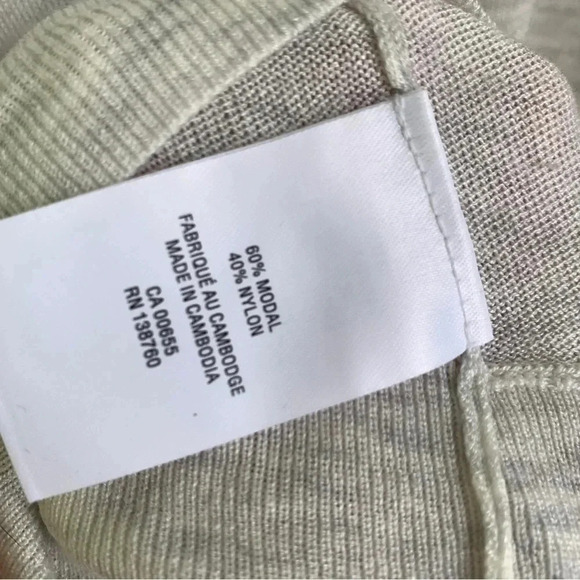 60% MODAL
40% NYLON
FABRIQUÉ AU CAMBODGE
MADE IN CAMBODIA
CA 00655
RN 138760